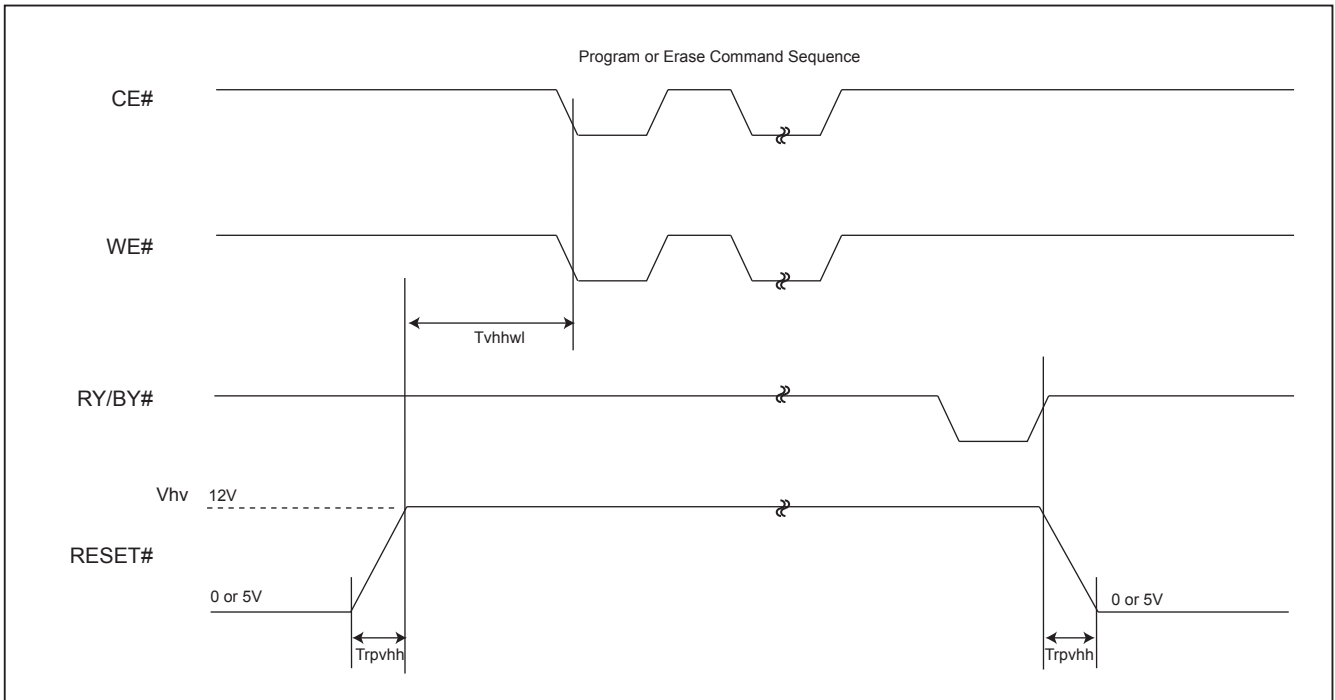 Program or Erase Command Sequence
CE#
WE#
Tvhhwl
RY/BY#
Vhv 12V
RESET#
0 or 5V
0 or 5V
Trpvhh
Trpvhh